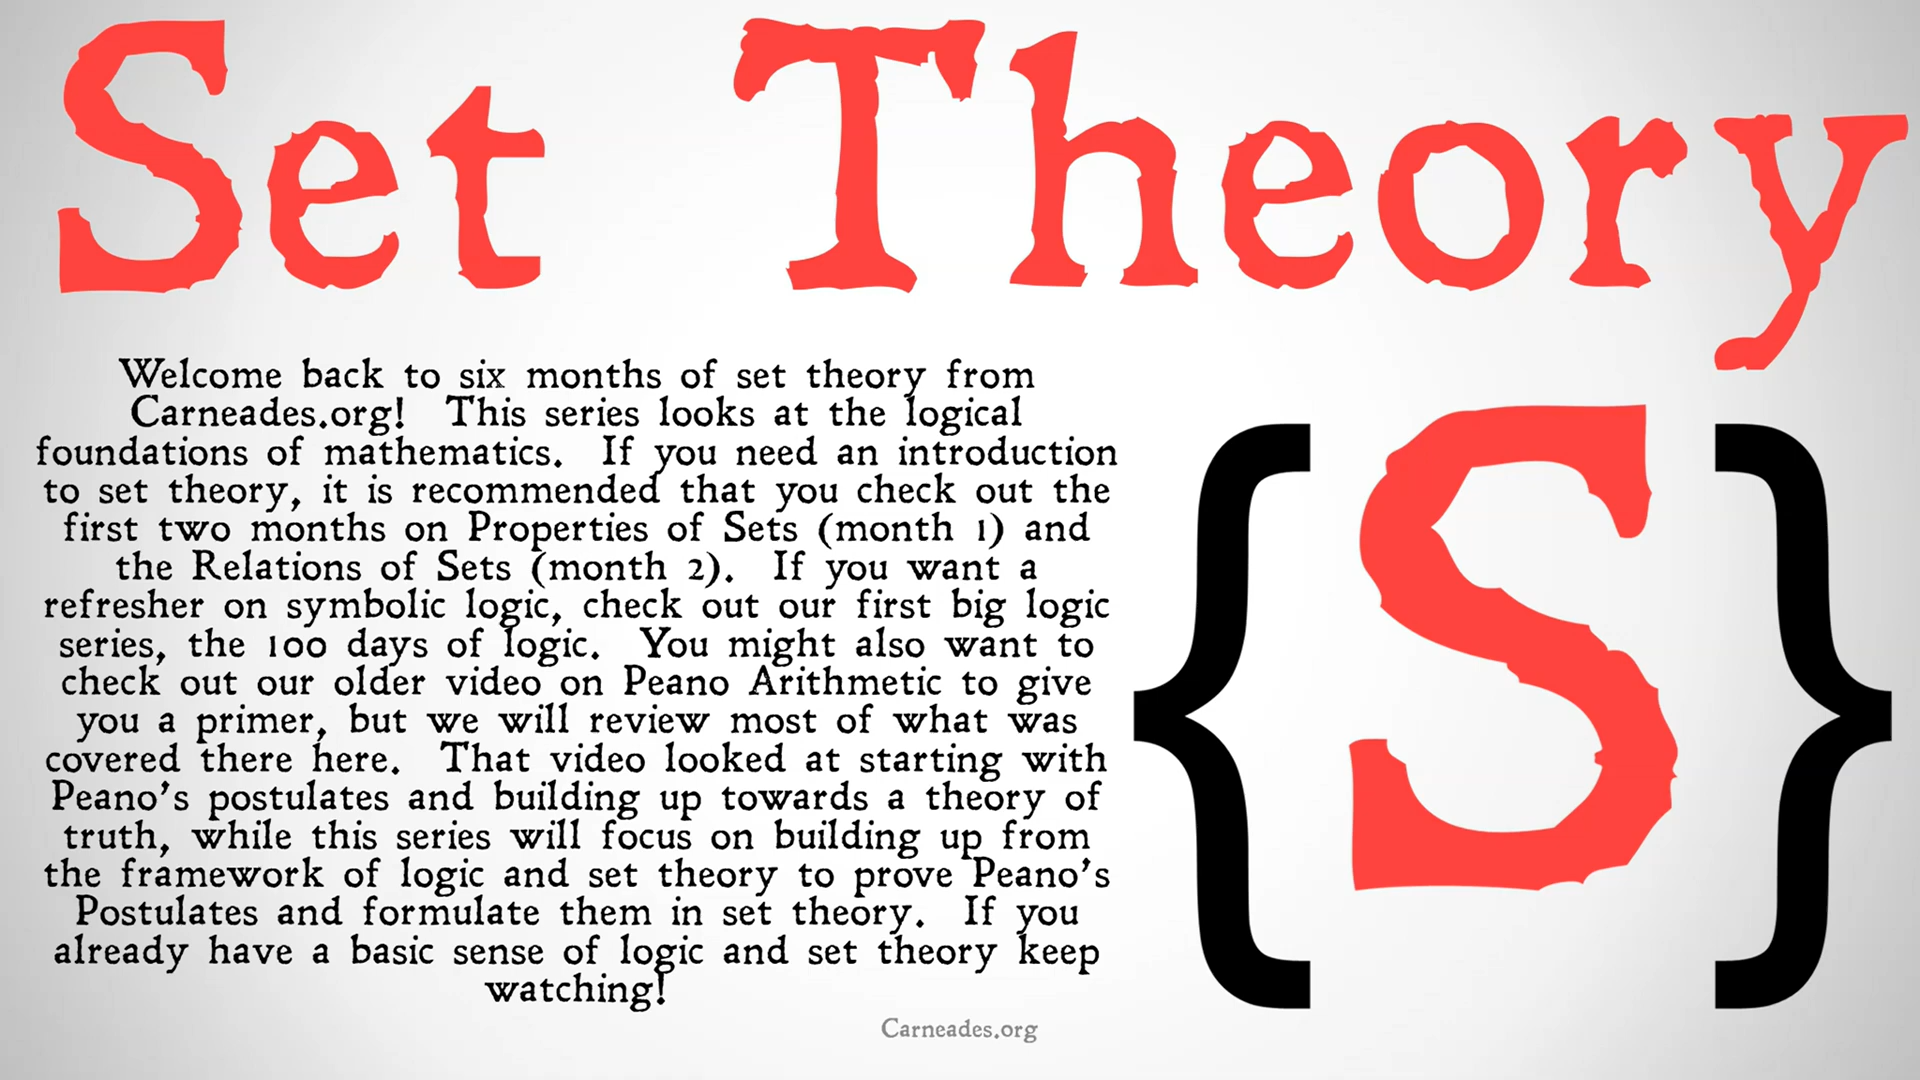 Set Theory
Welcome back to six months of set theory from
Carneades.org! This series looks at the logical
foundations of mathematics. If you need an introduction
to set theory, it is recommended that you check out the
first two months on Properties of Sets (month 1) and
the Relations of Sets (month 2). If you want a
refresher on symbolic logic, check out our first big logic
series, the 100 days of logic. You might also want to
check out our older video on Peano Arithmetic to give
you a primer, but we will review most of what was
covered there here. That video looked at starting with
Peano's postulates and building up towards a theory of
truth, while this series will focus on building up from
the framework of logic and set theory to prove Peano's
Postulates and formulate them in set theory. If you
already have a basic sense of logic and set theory keep
watching!
{S}
Carneades.org